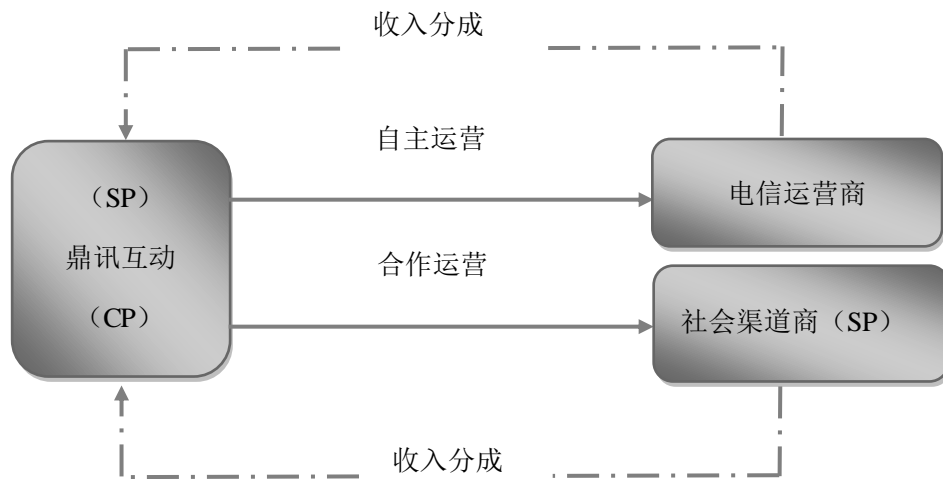 收入分成
自主运营
（SP）
鼎讯互动
（CP）
电信运营商
合作运营
社会渠道商（SP）
收入分成